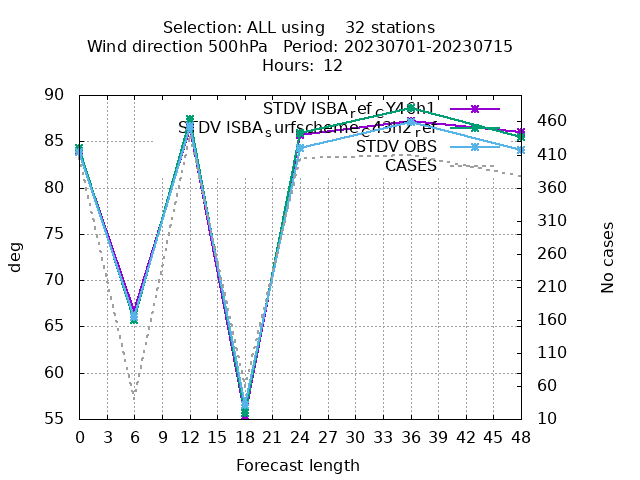 Selection: ALL using 32 stations
Wind direction 500hPa Period: 20230701-20230715
Hours: 12
STDV ISBA_ref_CY46h1
STDV ISBA_surfscheme_C43h2_ref
STDV OBS
CASES
90
85
80
75
70
65
60
55
460
410
360
310
260
210
160
110
60
10
deg
No cases
0 3 6 9 12 15 18 21 24 27 30 33 36 39 42 45 48
Forecast length